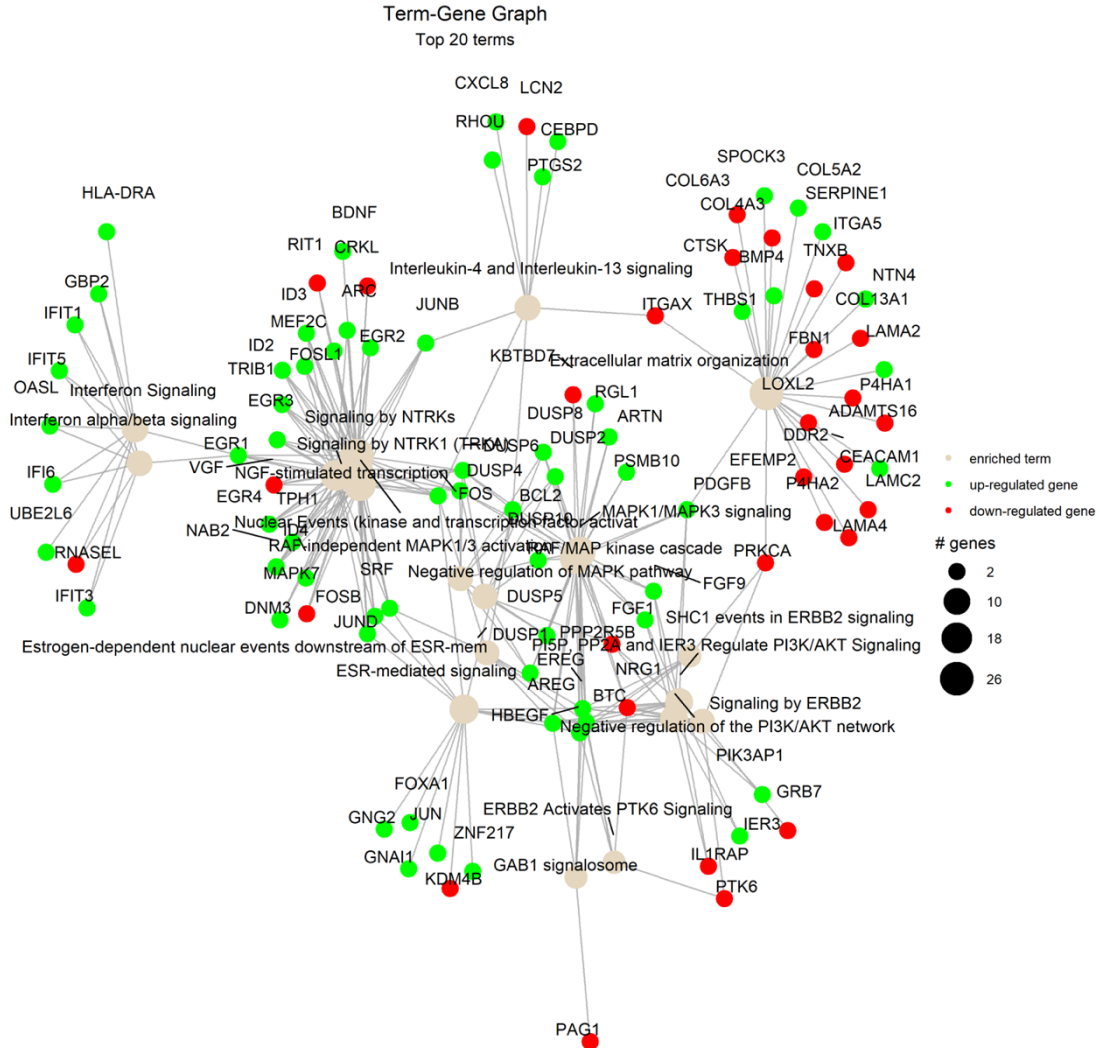 Term-Gene Graph
Top 20 terms
CXCL8
LCN2
RHOU
CEBPD
PTGS2
SPOCK3
COL6A3
COL5A2
COL4A3
SERPINE1
HLA-DRA
BDNF
ITGA5
RIT1
CRKL
CTSK
BMP4
TNXB
Interleukin-4 and Interleukin-13 signaling
GBP2
ID3
ARC
NTN4
ITGAX
THBS1
COL13A1
IFIT1
MEF2C
JUNB
EGR2
FBN1
LAMA2
ID2
FOSL1
KBTBD7
Extracellular matrix organization
IFIT5
TRIB1
OASL
Interferon Signaling
RGL1
LOXL2
P4HA1
EGR3
Signaling by NTRKs
DUSP8
ARTN
ADAMTS16
Interferon alpha/beta signaling
DUSP2
DDR2
EGR1
Signaling by NTRK1 (TRKA)
DUSP6
CEACAM1
VGF
NGF-stimulated transcription
DUSP4
PSMB10
EFEMP2
enriched term
IFI6
LAMC2
EGR4
TPH1
FOS
BCL2
PDGFB
P4HA2
up-regulated gene
UBE2L6
NAB2
ID4
Nuclear Events (kinase and transcription factor activat
DUSP10
MAPK1/MAPK3 signaling
LAMA4
down-regulated gene
RNASEL
RAF-independent MAPK1/3 activation
RAF/MAP kinase cascade
PRKCA
# genes
2
MAPK7
SRF
Negative regulation of MAPK pathway
FGF9
IFIT3
FOSB
DUSP5
10
DNM3
JUND
FGF1
SHC1 events in ERBB2 signaling
DUSP1
PPP2R5B
18
Estrogen-dependent nuclear events downstream of ESR-mem
PI5P, PP2A and IER3 Regulate PI3K/AKT Signaling
ESR-mediated signaling
EREG
NRG1
26
AREG
BTC
Signaling by ERBB2
HBEGF
Negative regulation of the PI3K/AKT network
PIK3AP1
FOXA1
GRB7
ERBB2 Activates PTK6 Signaling
GNG2
JUN
ZNF217
IER3
GNAI1
GAB1 signalosome
IL1RAP
KDM4B
PTK6
PAG1